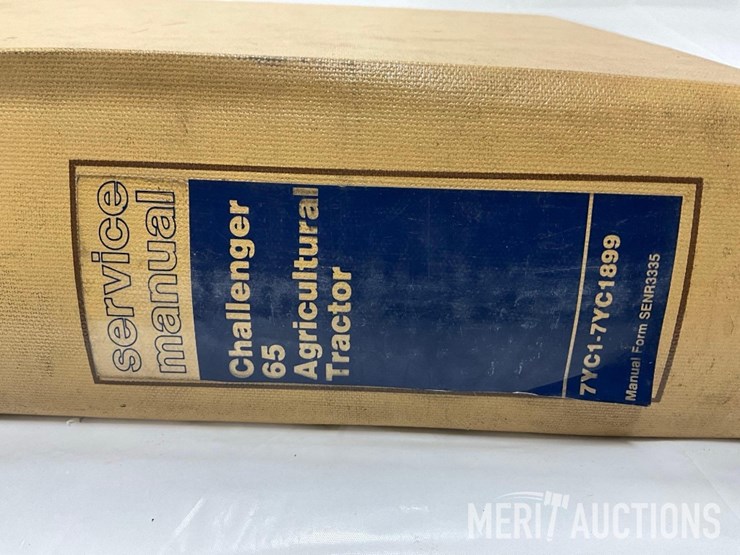 service
manual
Challenger
65
Agricultural
Tractor
7YC1-7YC1899
Manual Form SENR3335
MERIT AUCTIONS